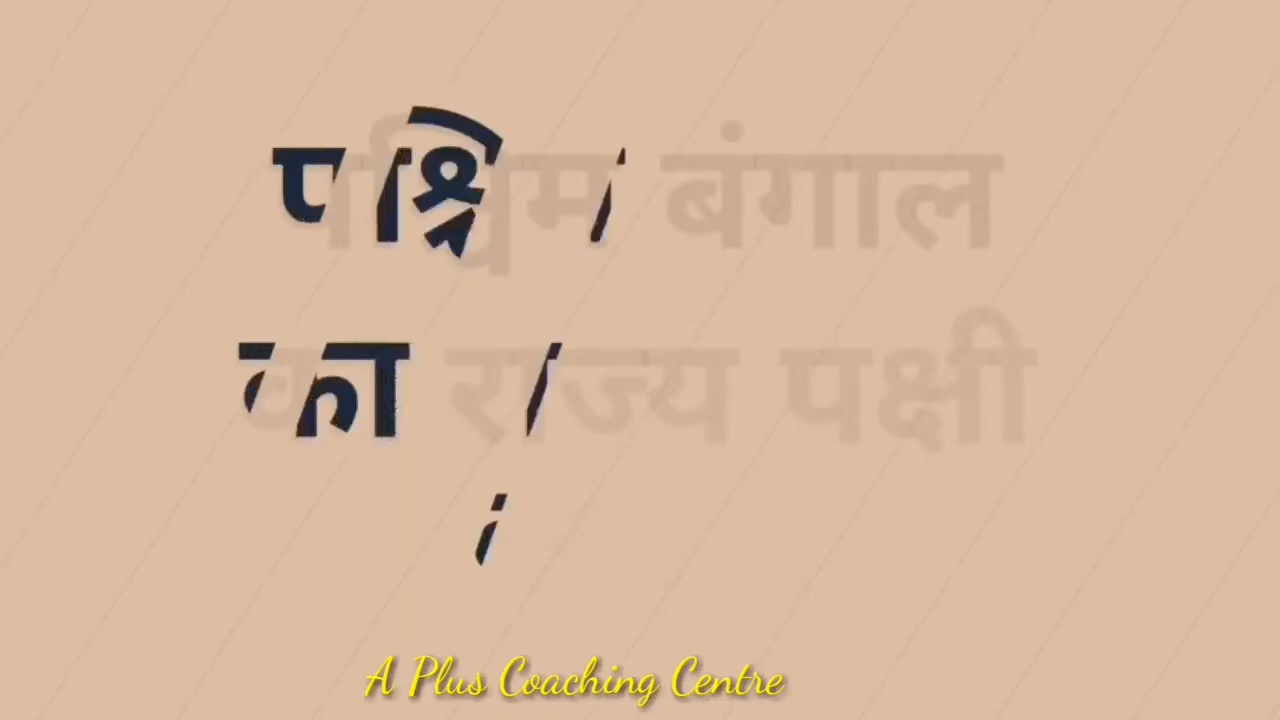 पश्चिम बंगाल
का राज्य पक्षी
A Plus Coaching Centre